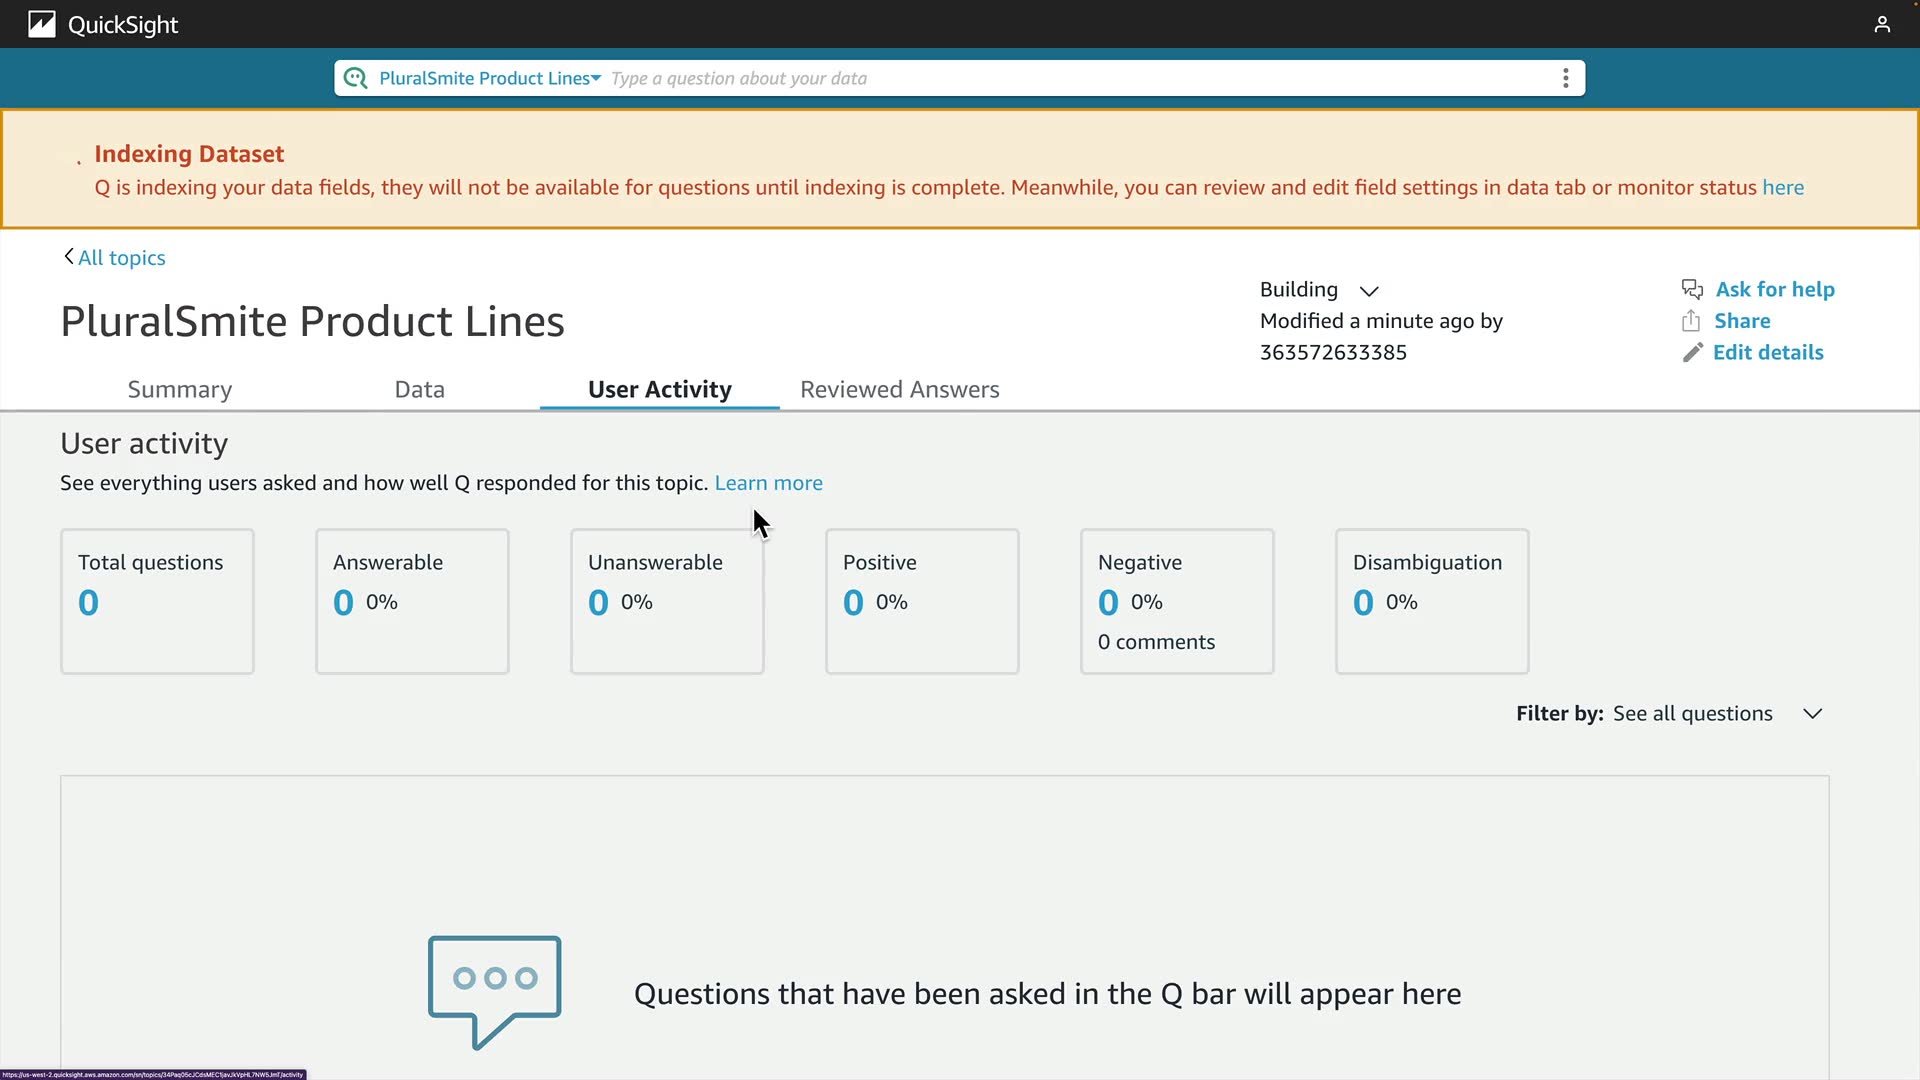 QuickSight
PluralSmite Product Lines Type a question about your data
Indexing Dataset
Q is indexing your data fields, they will not be available for questions until indexing is complete. Meanwhile, you can review and edit field settings in data tab or monitor status here
All topics
PluralSmite Product Lines
Building
Modified a minute ago by
363572633385
Ask for help
Share
Edit details
Summary Data User Activity Reviewed Answers
User activity
See everything users asked and how well Q responded for this topic. Learn more
Total questions
0
Answerable
0 0%
Unanswerable
0 0%
Positive
0 0%
Negative
0 0%
0 comments
Disambiguation
0 0%
Filter by: See all questions
Questions that have been asked in the Q bar will appear here